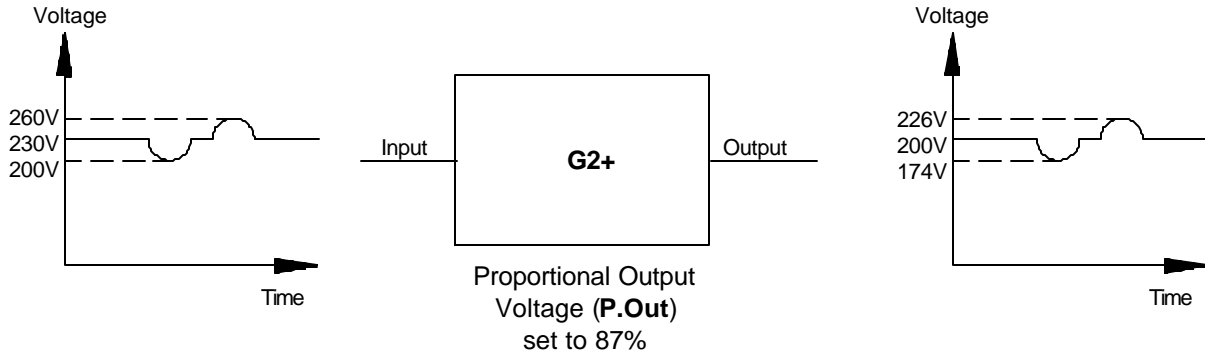 Voltage
260V
230V
200V
Time
Input
G2+
Output
Proportional Output
Voltage (P.Out)
set to 87%
Voltage
226V
200V
174V
Time